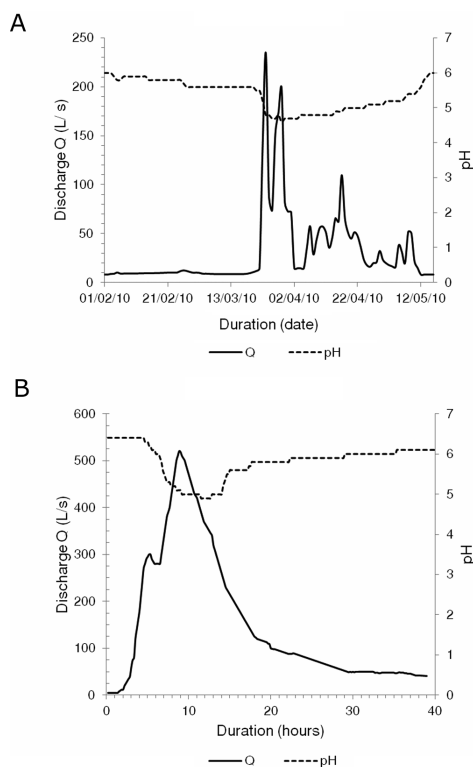 A
Discharge Q (L/ s)
250
200
150
100
50
0
7
6
5
4
3
2
1
0
pH
01/02/10 21/02/10 13/03/10 02/04/10 22/04/10 12/05/10
Duration (date)
Q pH
B
Discharge Q (L/s)
600
500
400
300
200
100
0
7
6
5
4
3
2
1
0
pH
0 10 20 30 40
Duration (hours)
Q pH